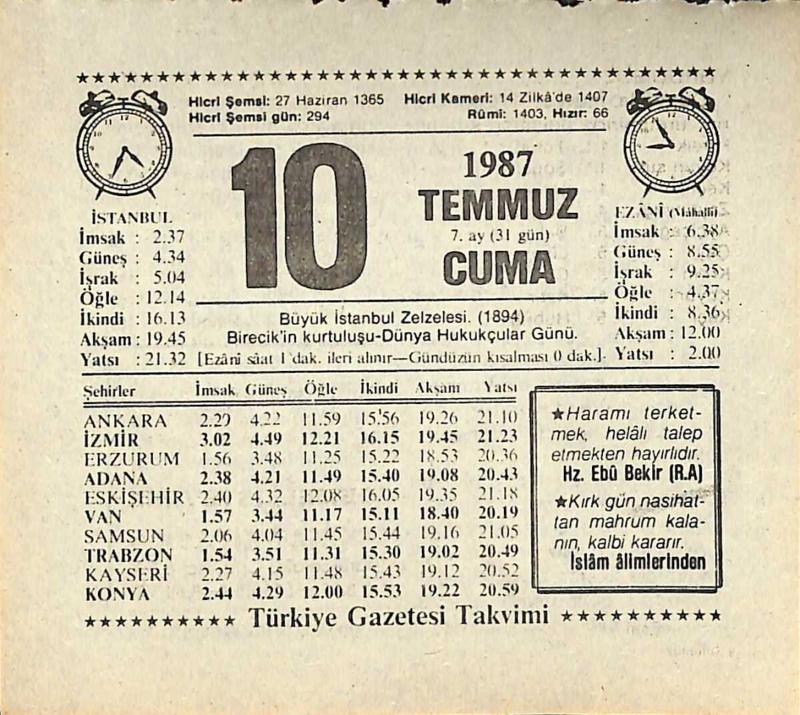 Hicrî Şemsî: 27 Haziran 1365 Hicrî Kamerî: 14 Zilka'de 1407
Hicrî Şemsî gün: 294 Rûmî: 1403, Hızır: 66
10
1987
TEMMUZ
7. ay (31 gün)
CUMA
İSTANBUL
İmsak : 2.37
Güneş : 4.34
İşrak : 5.04
Öğle : 12.14
İkindi : 16.13
Akşam : 19.45
Yatsı : 21.32
EZÂNÎ (Mahallî)
İmsak : 6.38
Güneş : 8.55
İşrak : 9.25
Öğle : 4.37
İkindi : 8.36
Akşam : 12.00
Yatsı : 2.00
Büyük İstanbul Zelzelesi. (1894)
Birecik'in kurtuluşu-Dünya Hukukçular Günü.
[Ezânî sâat 1 dak. ileri alınır—Gündüzün kısalması 0 dak.]
Şehirler İmsak Güneş Öğle İkindi Akşam Yatsı
ANKARA 2.29 4.22 11.59 15.56 19.26 21.10
İZMİR 3.02 4.49 12.21 16.15 19.45 21.23
ERZURUM 1.56 3.48 11.25 15.22 18.53 20.36
ADANA 2.38 4.21 11.49 15.40 19.08 20.43
ESKİŞEHİR 2.40 4.32 12.08 16.05 19.35 21.18
VAN 1.57 3.44 11.17 15.11 18.40 20.19
SAMSUN 2.06 4.04 11.45 15.44 19.16 21.05
TRABZON 1.54 3.51 11.31 15.30 19.02 20.49
KAYSERİ 2.27 4.15 11.48 15.43 19.12 20.52
KONYA 2.44 4.29 12.00 15.53 19.22 20.59
★Haramı terket-
mek, helâlı talep
etmekten hayırlıdır.
Hz. Ebû Bekir (R.A)
★Kırk gün nasihat-
tan mahrum kala-
nın, kalbi kararır.
İslâm âlimlerinden
Türkiye Gazetesi Takvimi